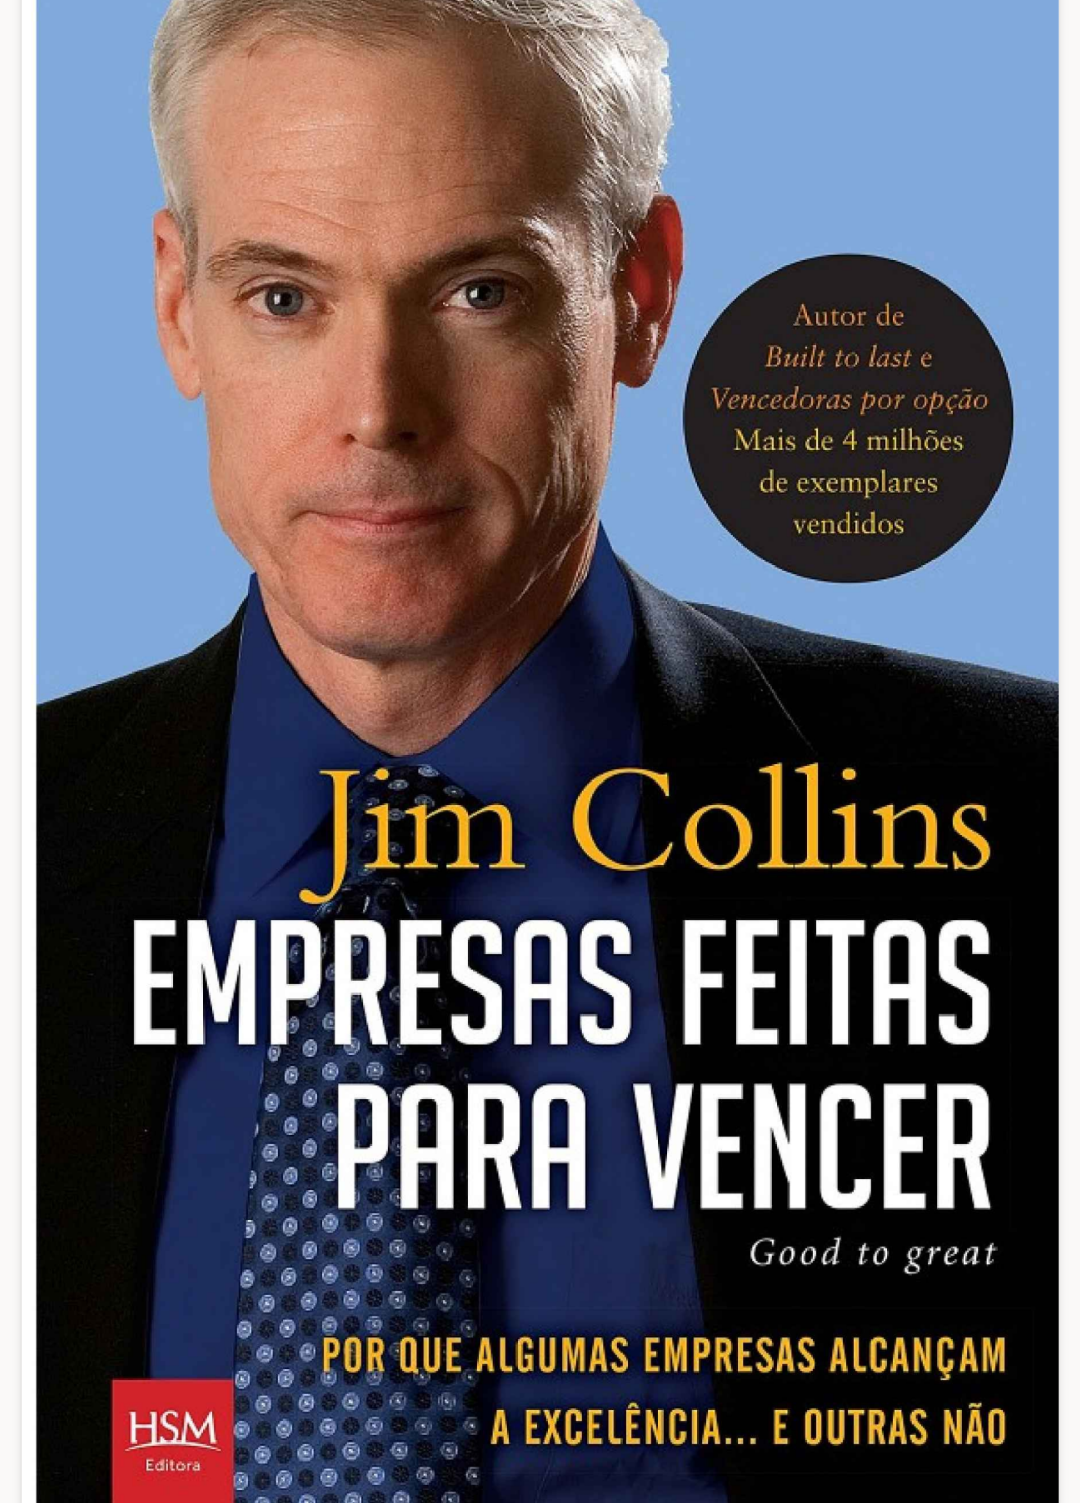 Autor de
Built to last e
Vencedoras por opção
Mais de 4 milhões
de exemplares
vendidos
Jim Collins
EMPRESAS FEITAS
PARA VENCER
Good to great
POR QUE ALGUMAS EMPRESAS ALCANÇAM
A EXCELÊNCIA... E OUTRAS NÃO
HSM
Editora